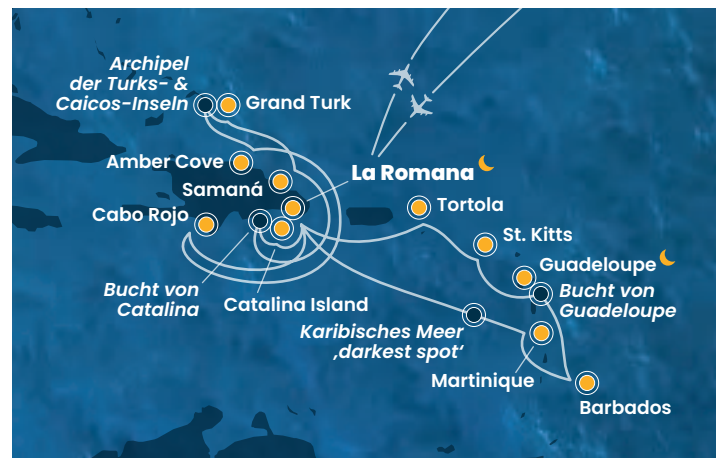 Archipel
der Turks- &
Caicos-Inseln
Grand Turk
Amber Cove
La Romana
Samaná
Cabo Rojo
Tortola
St. Kitts
Guadeloupe
Bucht von
Catalina
Catalina Island
Bucht von
Guadeloupe
Karibisches Meer
‚darkest spot‘
Martinique
Barbados